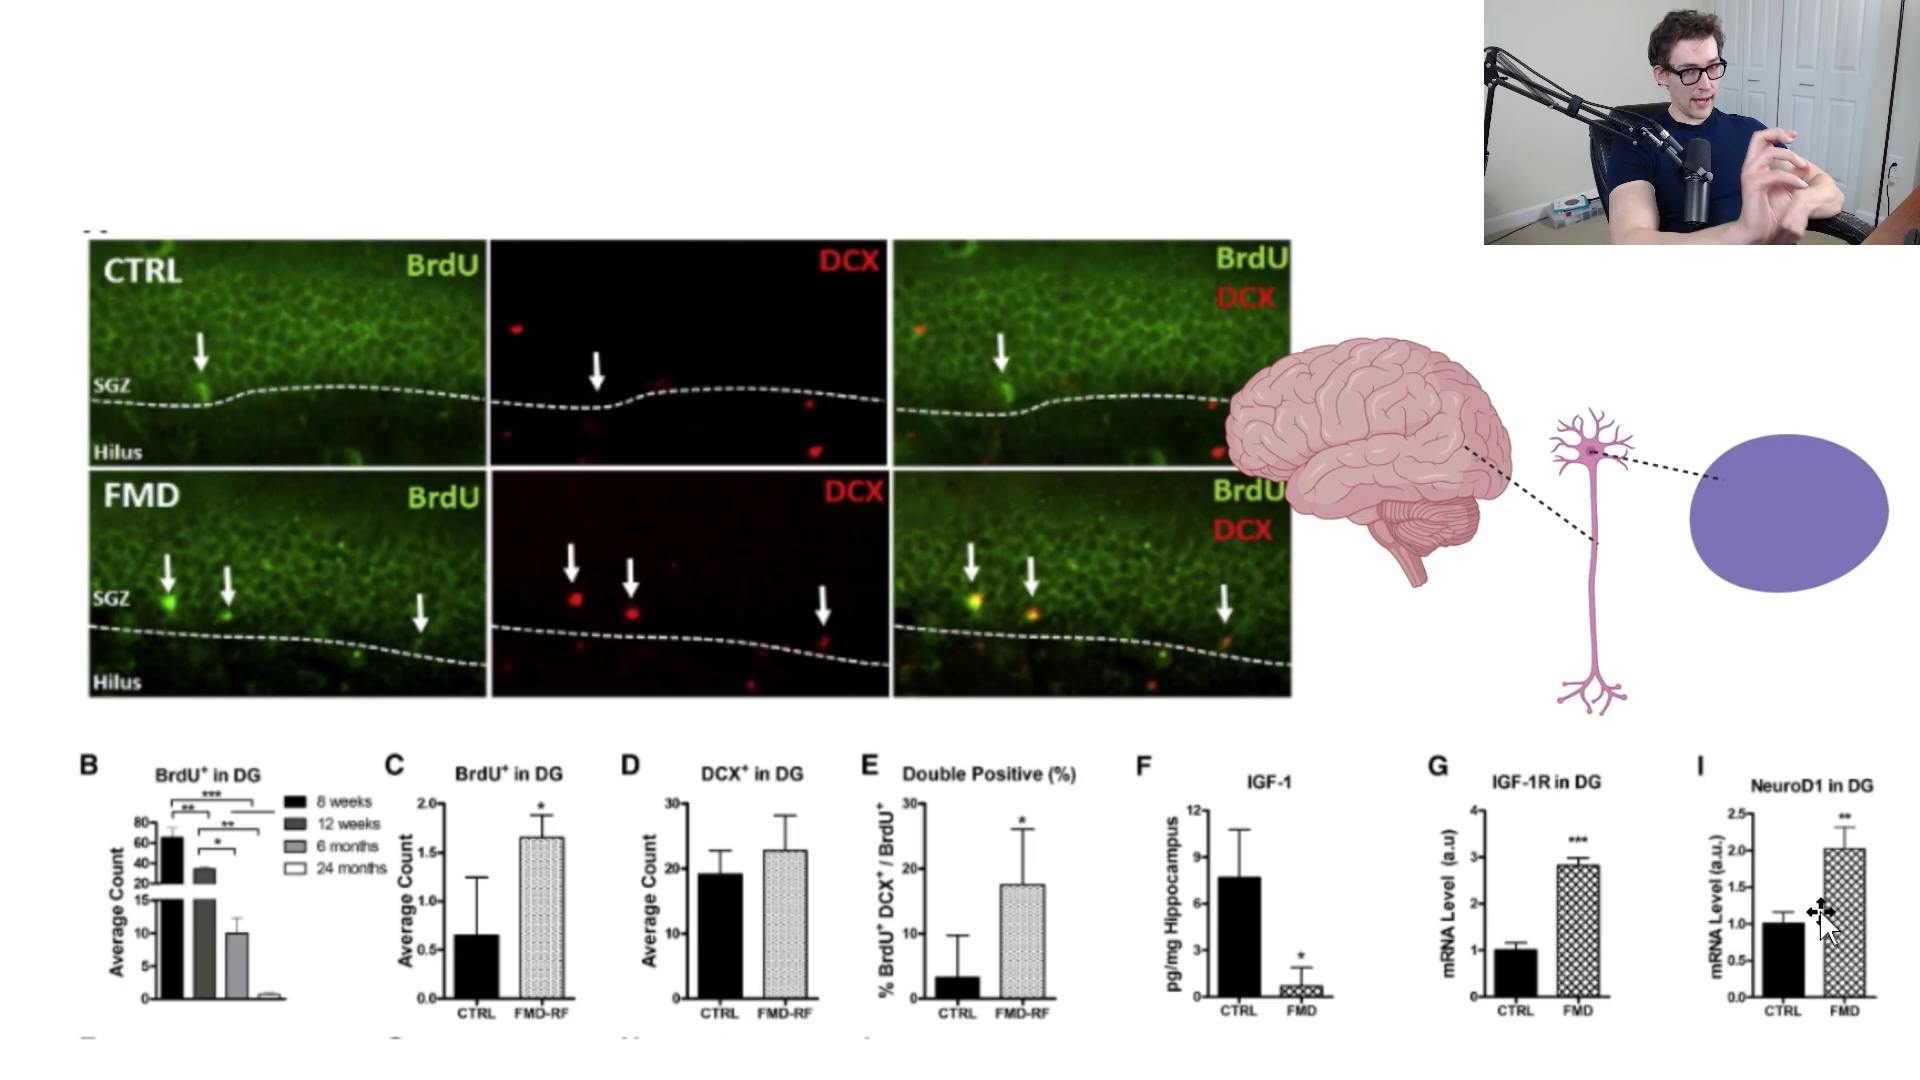 CTRL
BrdU
DCX
BrdU
DCX
SGZ
Hilus
FMD
BrdU
DCX
BrdU
DCX
SGZ
Hilus
B
BrdU+ in DG
***
**
**
*
8 weeks
12 weeks
6 months
24 months
Average Count
80
60
40
20
15
10
5
0
C
BrdU+ in DG
Average Count
2.0
1.5
1.0
0.5
0.0
*
CTRL
FMD-RF
D
DCX+ in DG
Average Count
30
20
10
0
CTRL
FMD-RF
E
Double Positive (%)
% BrdU+ DCX+ / BrdU+
30
20
10
0
*
CTRL
FMD-RF
F
IGF-1
pg/mg Hippocampus
12
9
6
3
0
*
CTRL
FMD
G
IGF-1R in DG
mRNA Level (a.u)
4
3
2
1
0
***
CTRL
FMD
I
NeuroD1 in DG
mRNA Level (a.u.)
2.5
2.0
1.5
1.0
0.5
0.0
**
CTRL
FMD